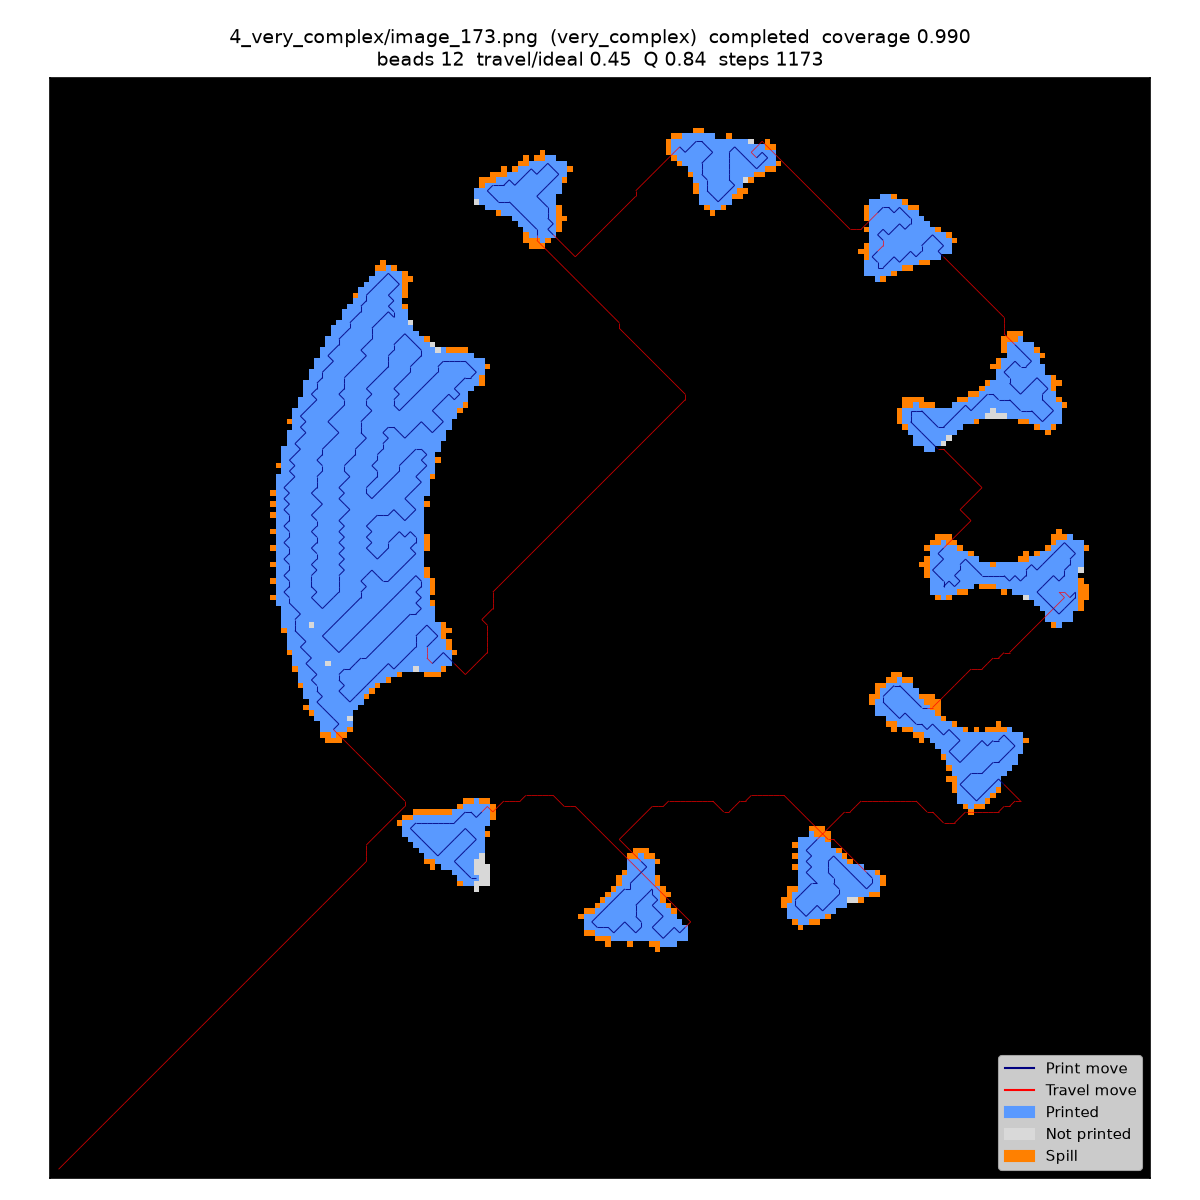 4_very_complex/image_173.png  (very_complex)  completed  coverage 0.990
beads 12  travel/ideal 0.45  Q 0.84  steps 1173
Print move
Travel move
Printed
Not printed
Spill